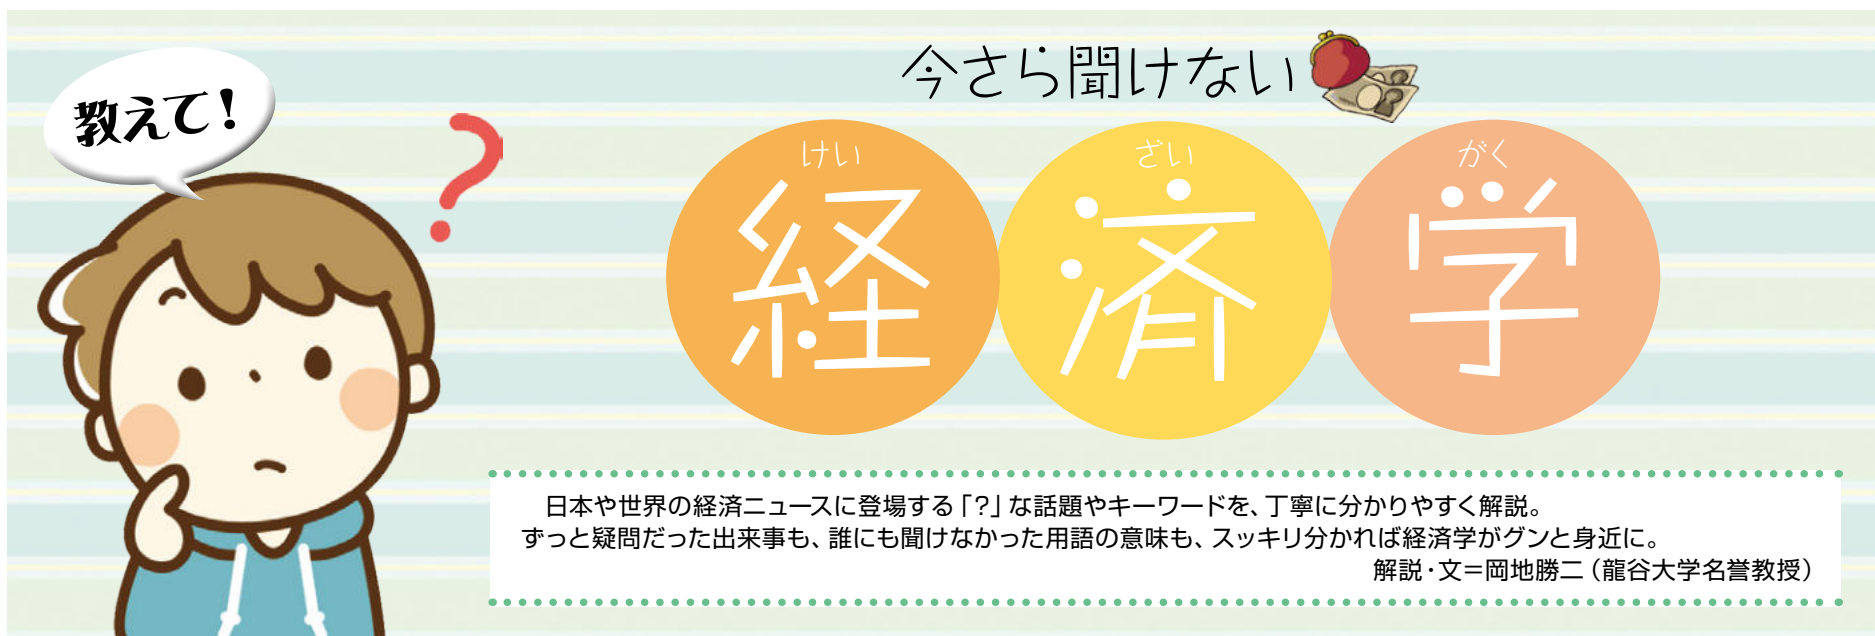 教えて!
今さら聞けない
けい ざい がく
経済学
日本や世界の経済ニュースに登場する「?」な話題やキーワードを、丁寧に分かりやすく解説。
ずっと疑問だった出来事も、誰にも聞けなかった用語の意味も、スッキリ分かれば経済学がグンと身近に。
解説・文=岡地勝二(龍谷大学名誉教授)